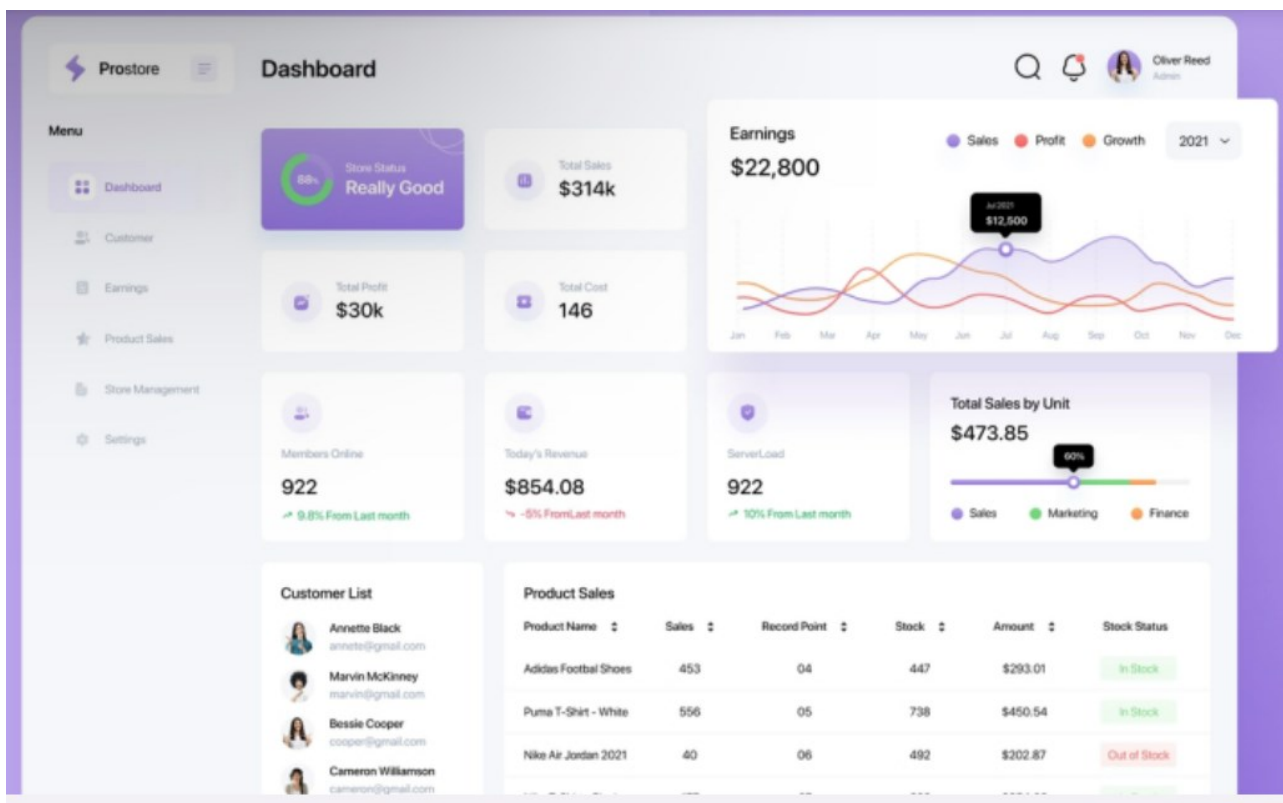 Prostore
Dashboard
Oliver Reed
Admin
Menu
Dashboard
Customer
Earnings
Product Sales
Store Management
Settings
88%
Store Status
Really Good
Total Sales
$314k
Total Profit
$30k
Total Cost
146
Earnings
$22,800
Sales Profit Growth 2021
Jul 2021
$12,500
Jan Feb Mar Apr May Jun Jul Aug Sep Oct Nov Dec
Members Online
922
9.8% From Last month
Today's Revenue
$854.08
-5% FromLast month
ServerLoad
922
10% From Last month
Total Sales by Unit
$473.85
60%
Sales Marketing Finance
Customer List
Annette Black
annete@gmail.com
Marvin McKinney
marvin@gmail.com
Bessie Cooper
cooper@gmail.com
Cameron Williamson
cameron@gmail.com
Product Sales
Product Name Sales Record Point Stock Amount Stock Status
Adidas Footbal Shoes 453 04 447 $293.01 In Stock
Puma T-Shirt - White 556 05 738 $450.54 In Stock
Nike Air Jordan 2021 40 06 492 $202.87 Out of Stock